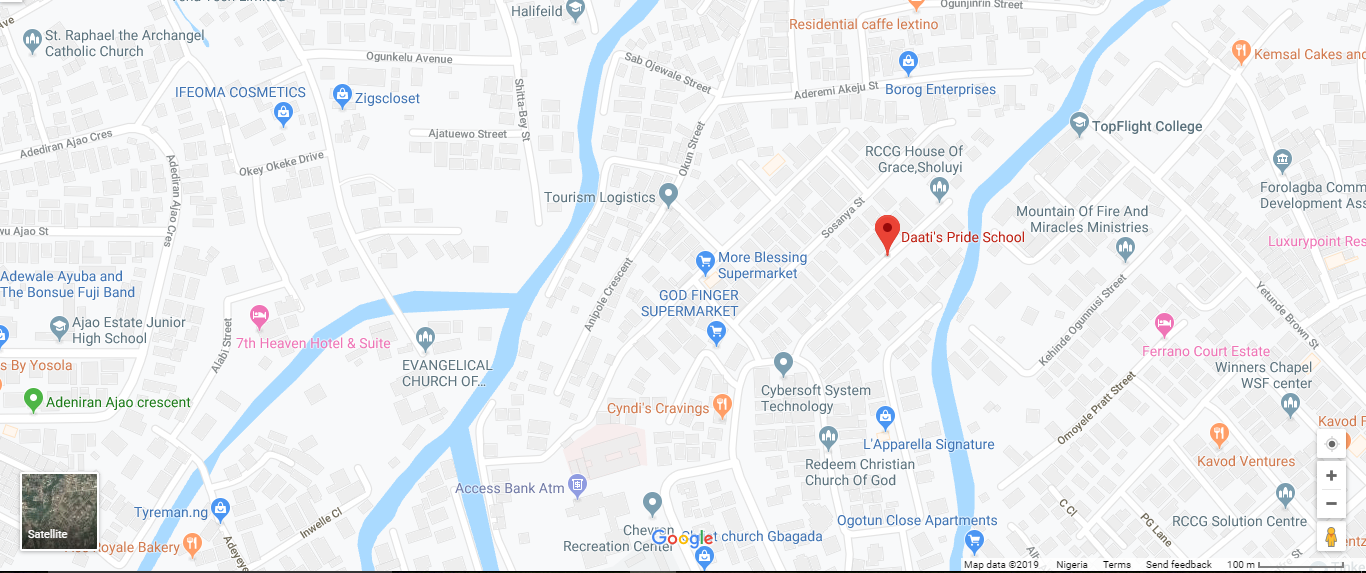 Halifeild
Ogunjinrin Street
Residential caffe lextino
St. Raphael the Archangel
Catholic Church
Ogunkelu Avenue
Sab Ojewale Street
Kemsal Cakes and
IFEOMA COSMETICS
Zigscloset
Shitta-Bey St
Aderemi Akeju St
Borog Enterprises
Adediran Ajao Cres
Ajatuewo Street
Okun Street
TopFlight College
Okey Okeke Drive
Adediran Ajao Cres
RCCG House Of
Grace,Sholuyi
Forolagba Comm
Development Ass
Tourism Logistics
Sosanya St
Mountain Of Fire And
Miracles Ministries
wu Ajao St
Daati's Pride School
Luxurypoint Res
Adewale Ayuba and
The Bonsue Fuji Band
More Blessing
Supermarket
Anipole Crescent
GOD FINGER
SUPERMARKET
Kehinde Ogunnusi Street
Yetunde Brown St
Ajao Estate Junior
High School
Alabi Street
7th Heaven Hotel & Suite
Ferrano Court Estate
s By Yosola
EVANGELICAL
CHURCH OF...
Winners Chapel
WSF center
Adeniran Ajao crescent
Cybersoft System
Technology
Cyndi's Cravings
Omoyele Pratt Street
Kavod F
L'Apparella Signature
Redeem Christian
Church Of God
Kavod Ventures
Access Bank Atm
Tyreman.ng
Inwelle Cl
C Cl
PG Lane
RCCG Solution Centre
Satellite
Ogotun Close Apartments
Chevron
Recreation Center
Google
church Gbagada
Royale Bakery
Adeyeye
St
Map data ©2019
Nigeria
Terms
Send feedback
100 m